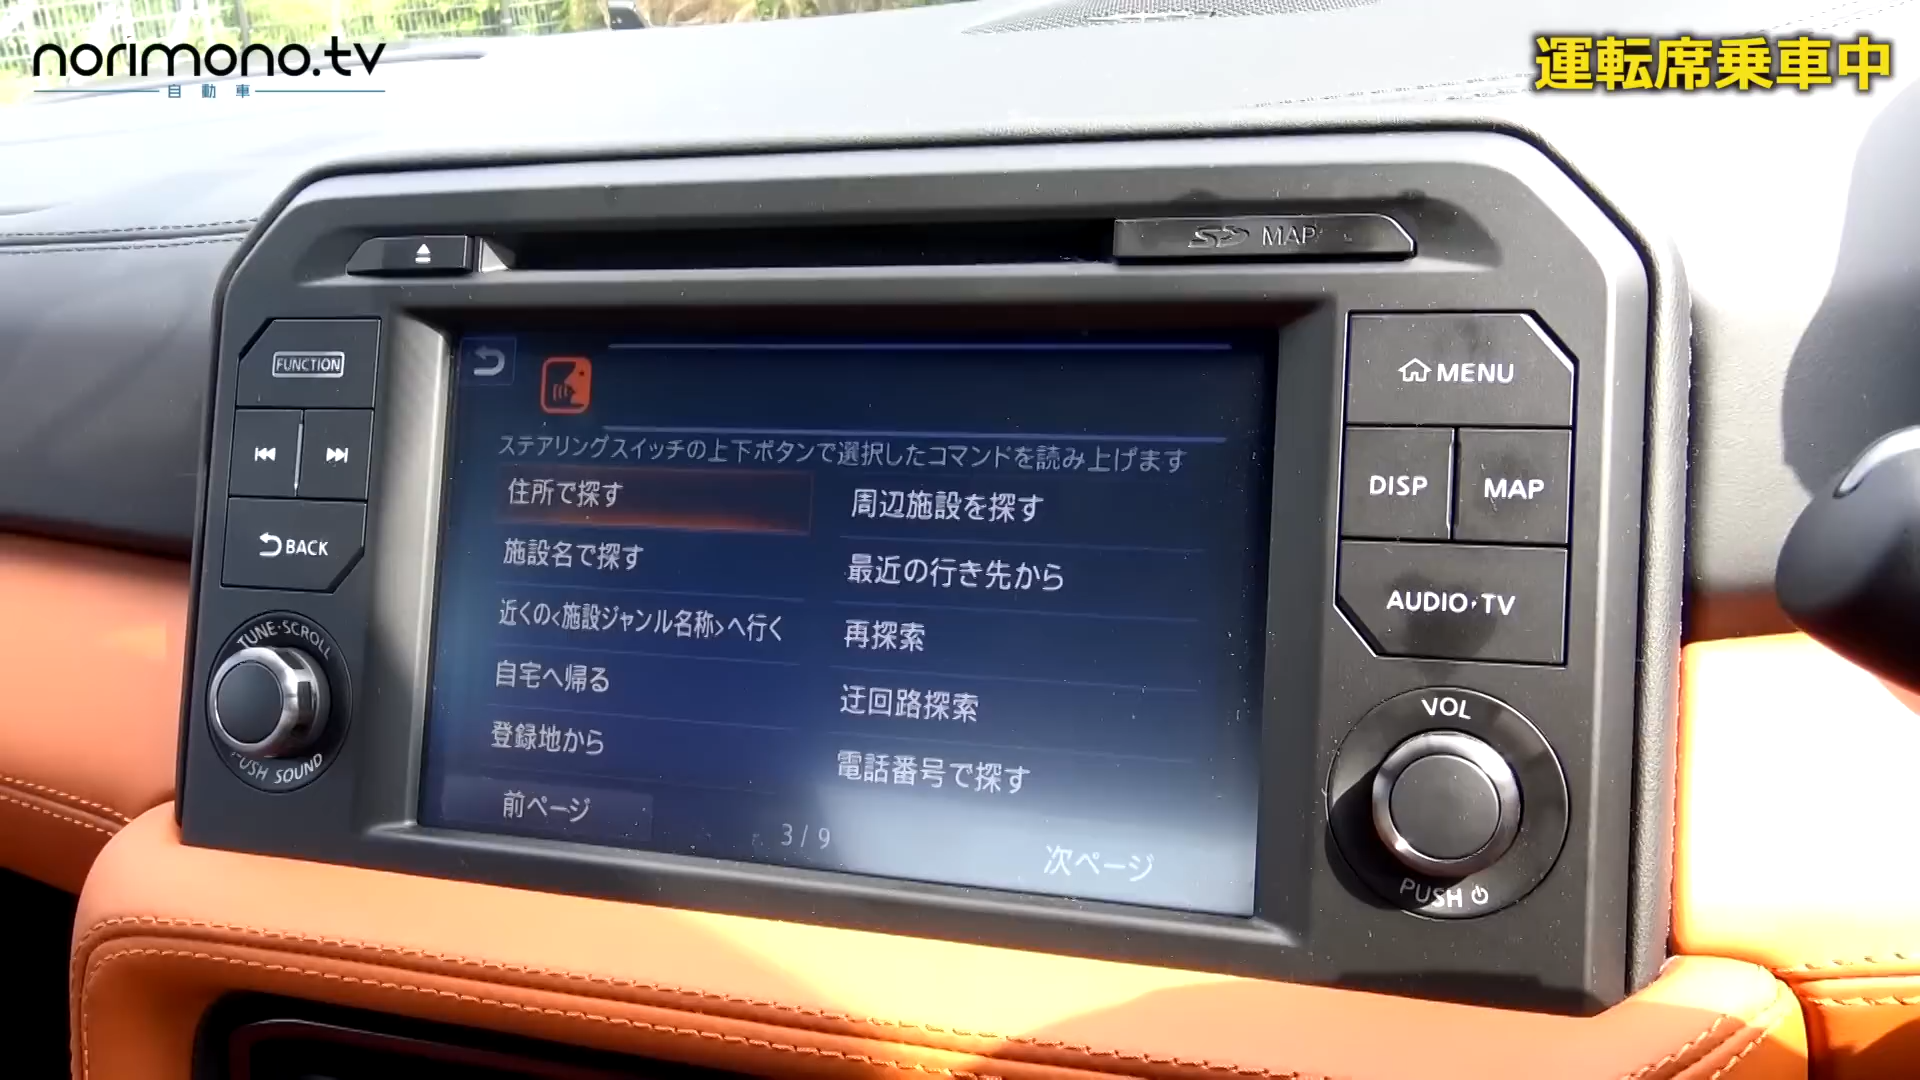 norimono.tv
自動車
運転席乗車中
SD MAP
FUNCTION
BACK
TUNE·SCROLL
PUSH SOUND
ステアリングスイッチの上下ボタンで選択したコマンドを読み上げます
住所で探す
周辺施設を探す
施設名で探す
最近の行き先から
近くの<施設ジャンル名称>へ行く
再探索
自宅へ帰る
迂回路探索
登録地から
電話番号で探す
前ページ
3/9
次ページ
MENU
DISP
MAP
AUDIO·TV
VOL
PUSH